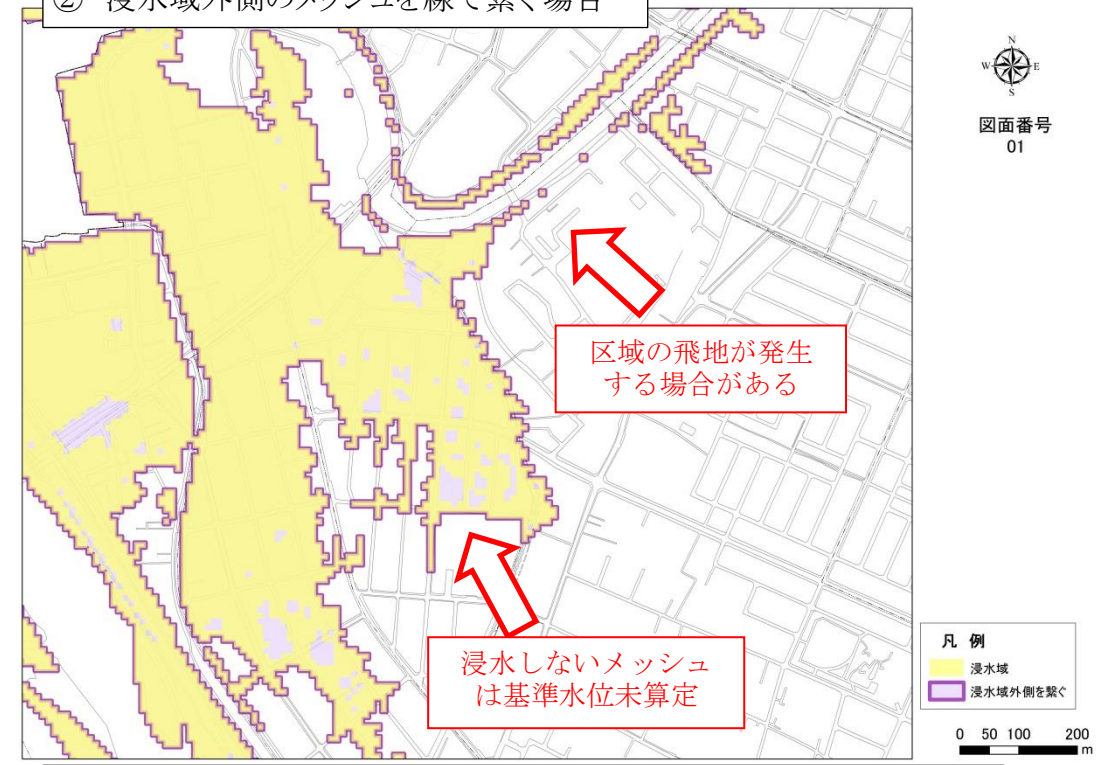 ② 浸水域外側のメッシュを線で繋ぐ場合
N
W E
S
図面番号
01
区域の飛地が発生
する場合がある
浸水しないメッシュ
は基準水位未算定
凡 例
浸水域
浸水域外側を繋ぐ
0 50 100 200
m